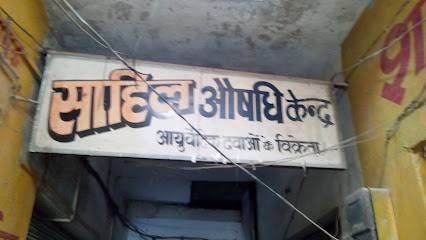 साहिल औषधि केन्द्र
आयुर्वेदिक दवाओं के विक्रेता